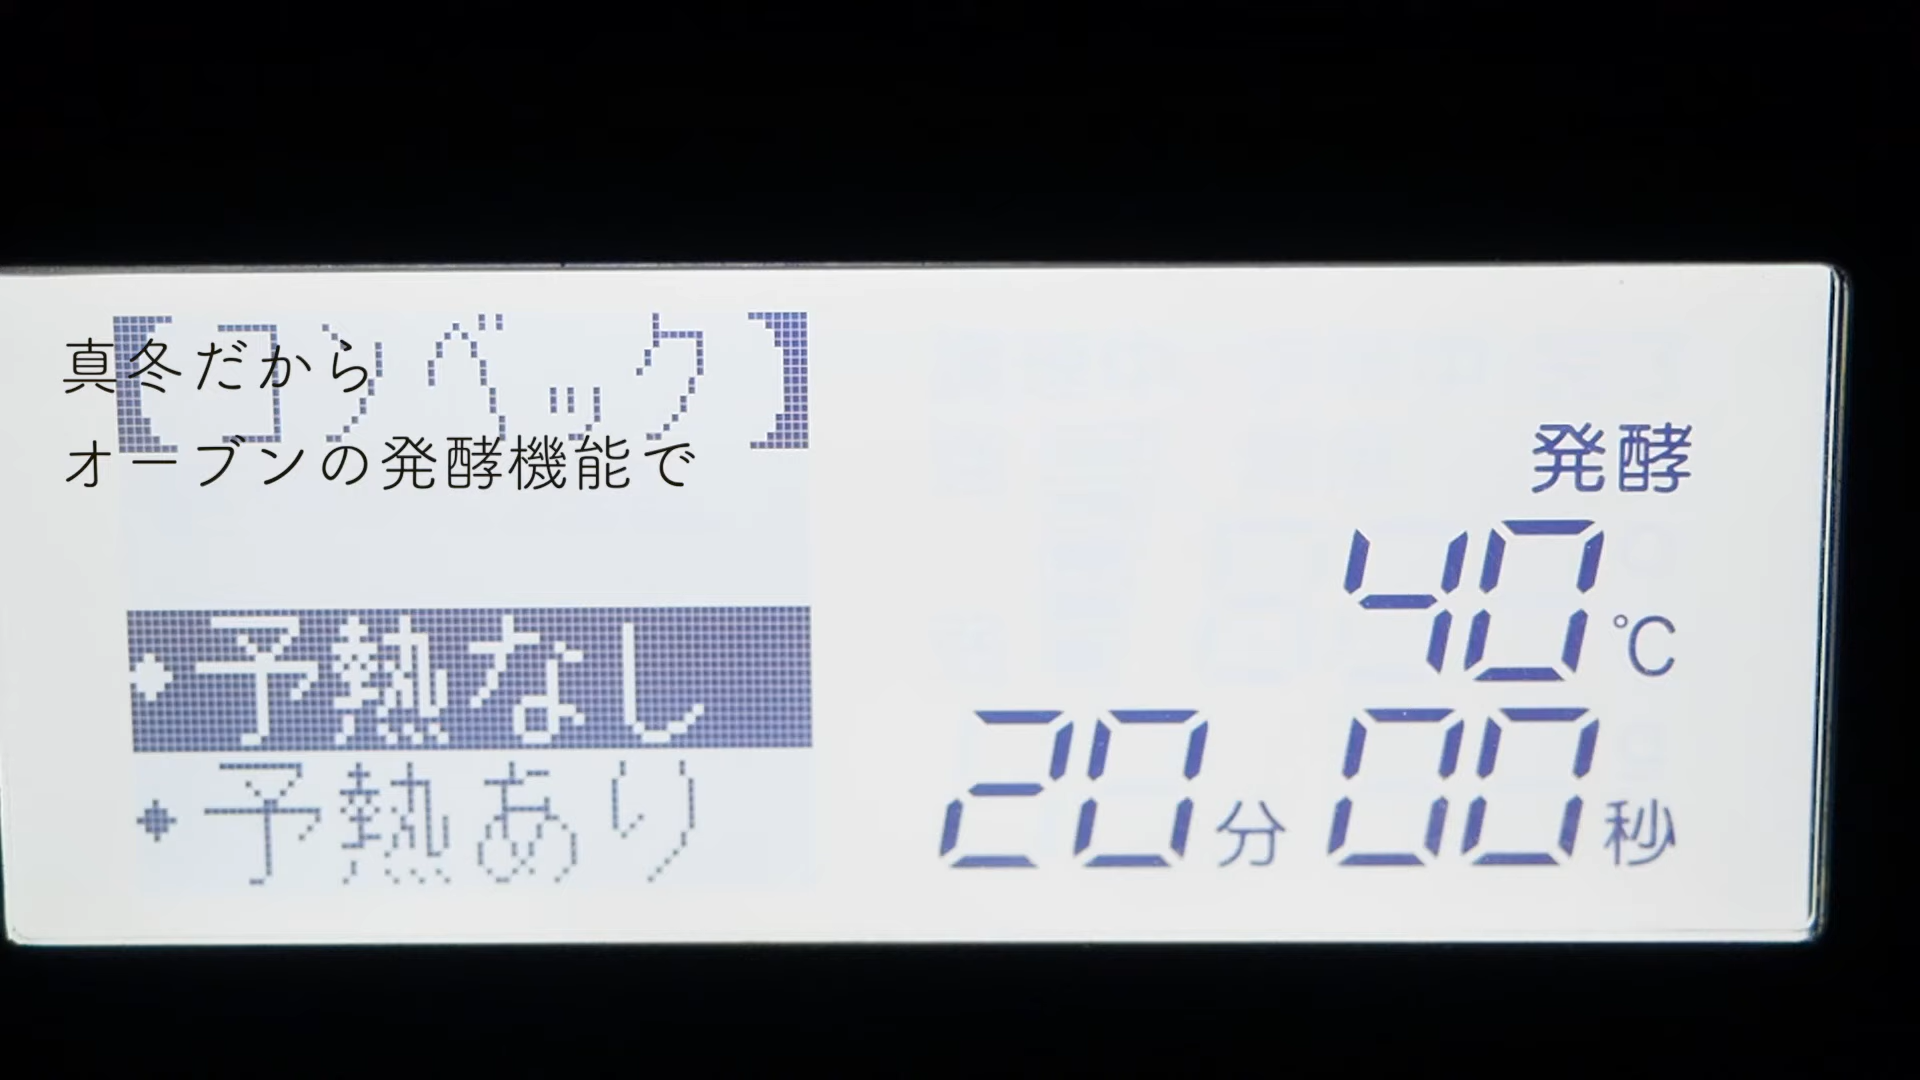 真冬だから
オーブンの発酵機能で
【コンベック】
・予熱なし
・予熱あり
発酵
40℃
20分00秒